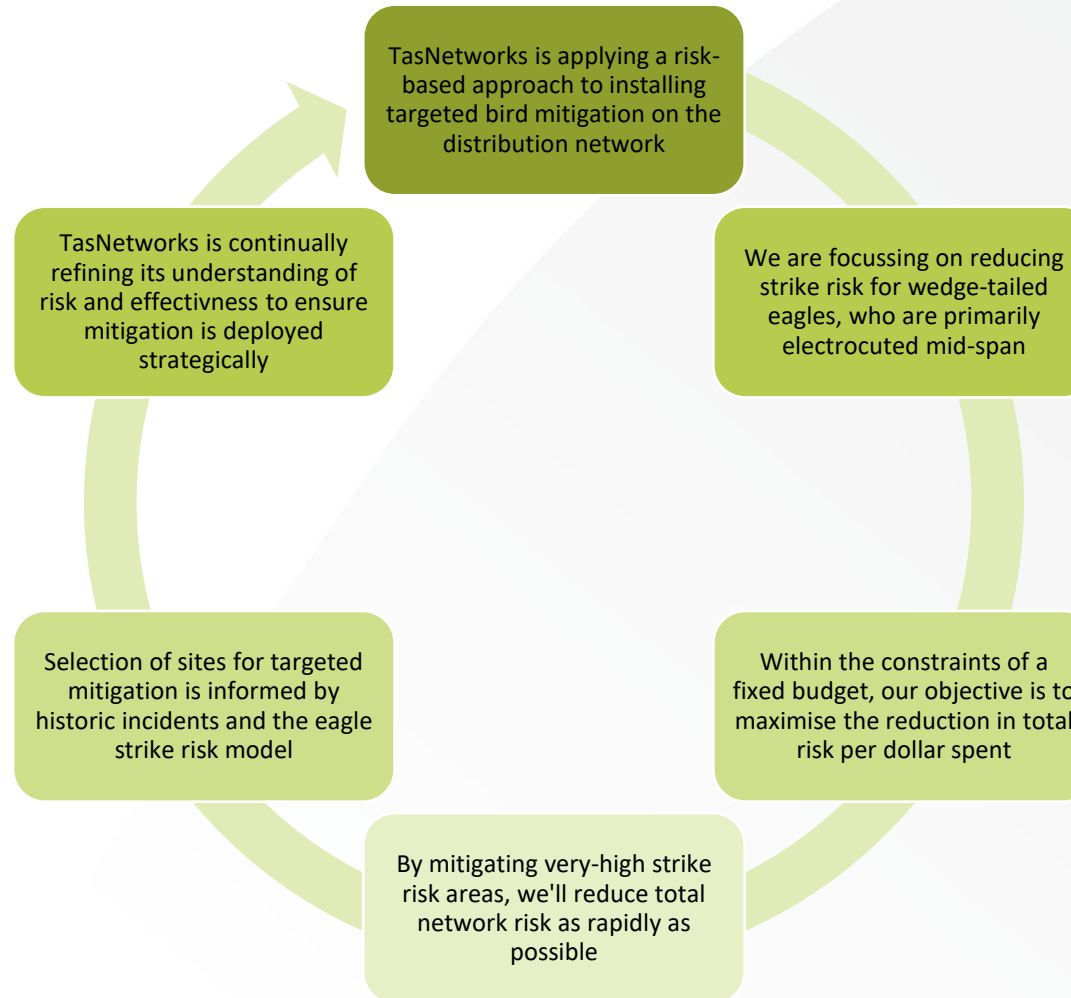 TasNetworks is applying a risk-
based approach to installing
targeted bird mitigation on the
distribution network
We are focussing on reducing
strike risk for wedge-tailed
eagles, who are primarily
electrocuted mid-span
Within the constraints of a
fixed budget, our objective is to
maximise the reduction in total
risk per dollar spent
By mitigating very-high strike
risk areas, we'll reduce total
network risk as rapidly as
possible
Selection of sites for targeted
mitigation is informed by
historic incidents and the eagle
strike risk model
TasNetworks is continually
refining its understanding of
risk and effectivness to ensure
mitigation is deployed
strategically